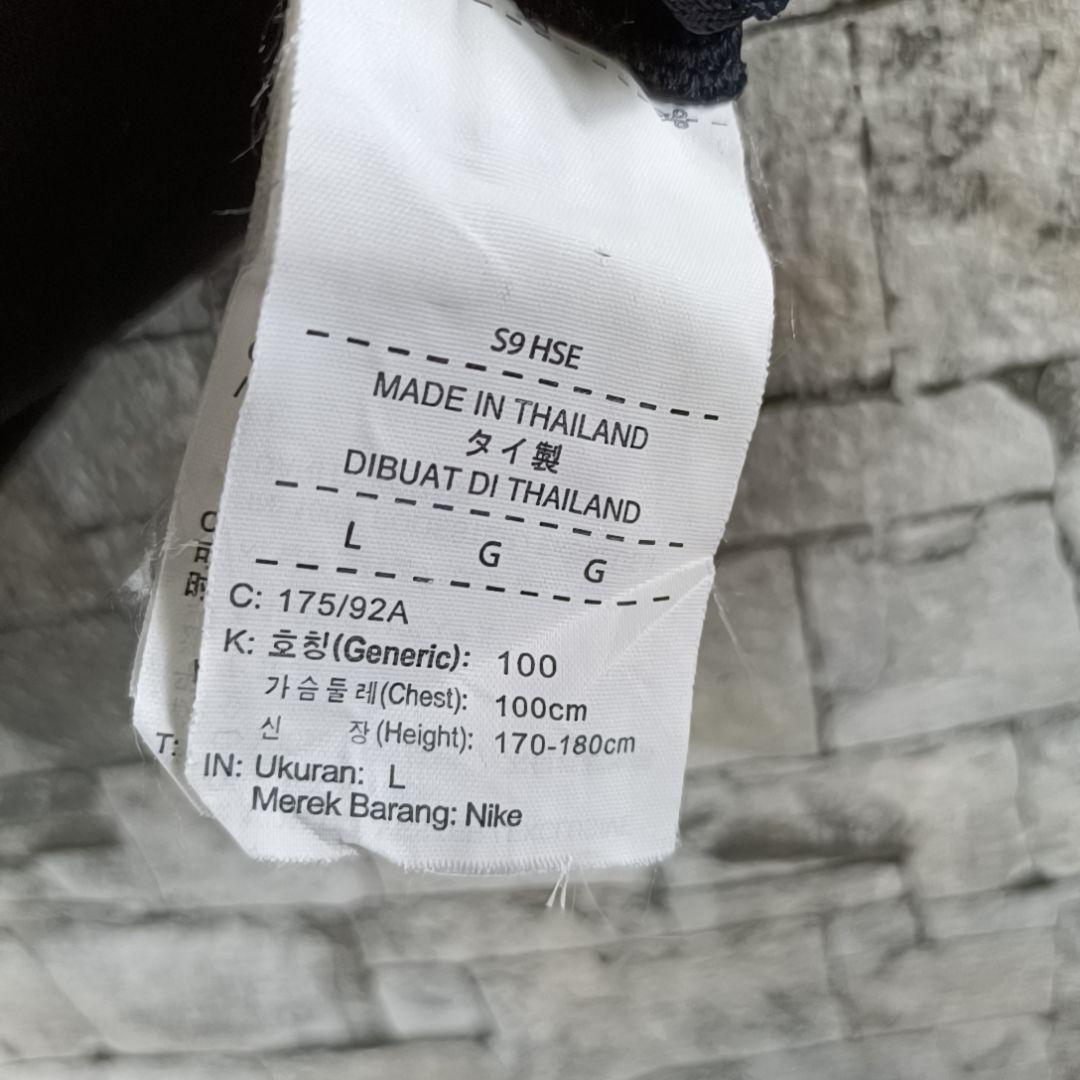 S9 HSE
MADE IN THAILAND
タイ製
DIBUAT DI THAILAND
L G G
C: 175/92A
K: 호칭(Generic): 100
가슴둘레(Chest): 100cm
신 장(Height): 170-180cm
IN: Ukuran: L
Merek Barang: Nike
T: